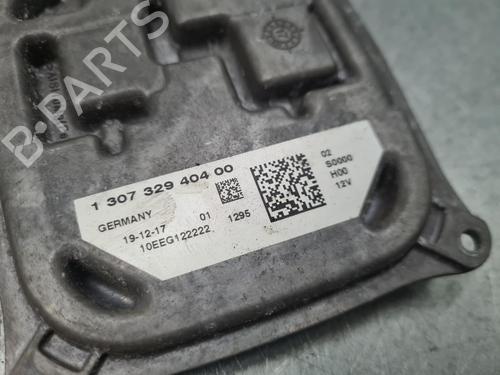 B-PARTS
1 307 329 404 00
GERMANY
19-12-17 01 1295
10EEG122222
02
S0000
H00
12V